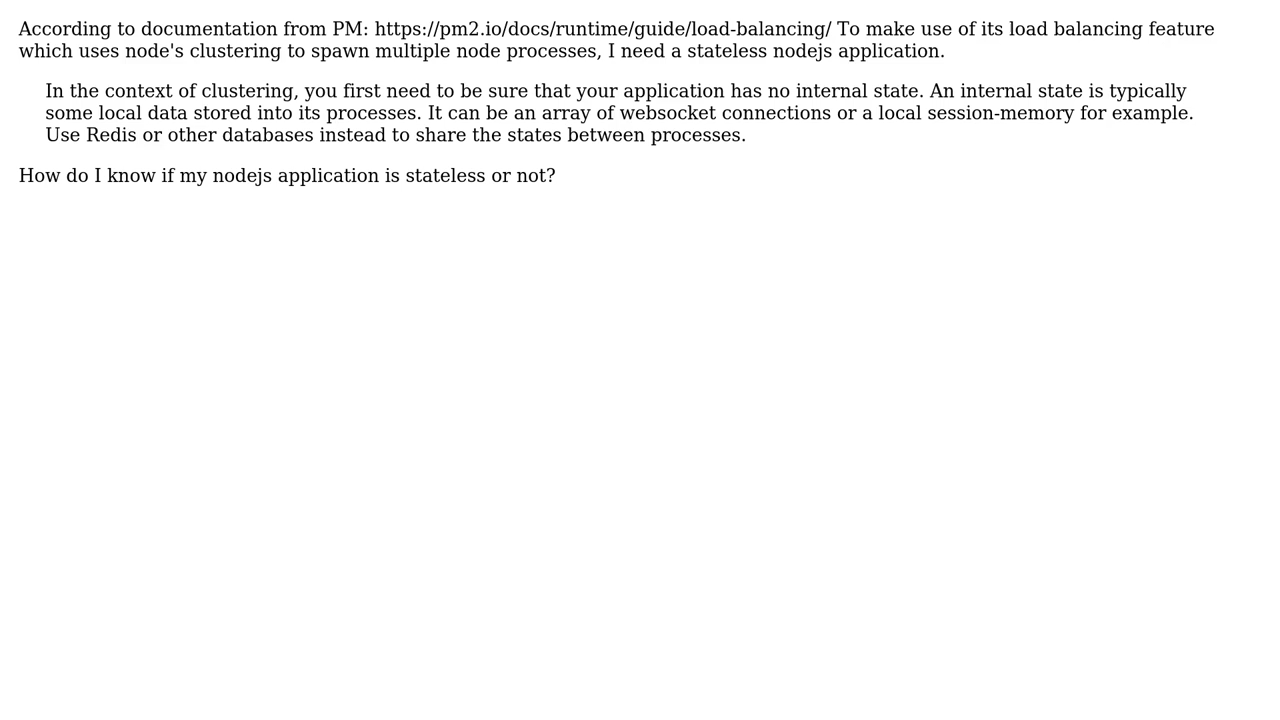 According to documentation from PM: https://pm2.io/docs/runtime/guide/load-balancing/ To make use of its load balancing feature
which uses node's clustering to spawn multiple node processes, I need a stateless nodejs application.
In the context of clustering, you first need to be sure that your application has no internal state. An internal state is typically
some local data stored into its processes. It can be an array of websocket connections or a local session-memory for example.
Use Redis or other databases instead to share the states between processes.
How do I know if my nodejs application is stateless or not?